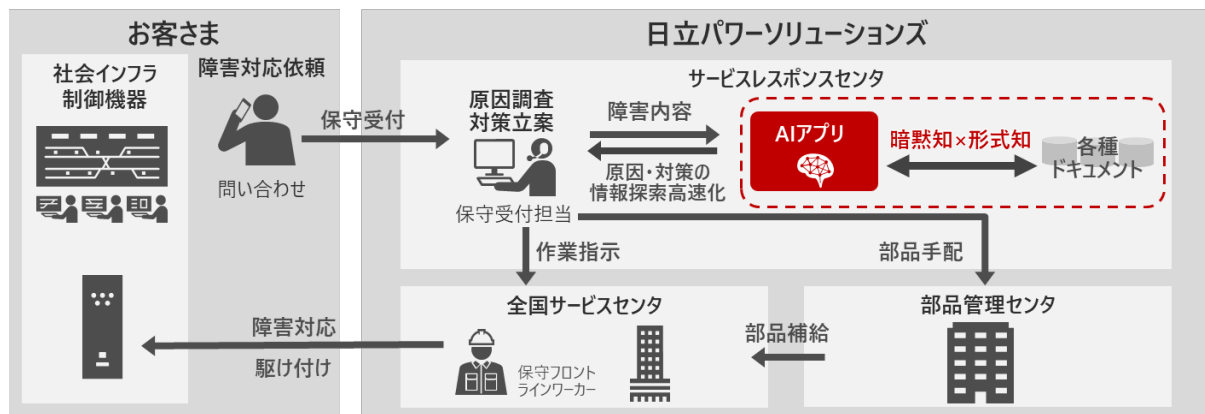 お客さま
社会インフラ
制御機器
障害対応依頼
問い合わせ
保守受付
日立パワーソリューションズ
サービスレスポンスセンタ
原因調査
対策立案
保守受付担当
障害内容
原因・対策の
情報探索高速化
AIアプリ
暗黙知×形式知
各種
ドキュメント
作業指示
部品手配
全国サービスセンタ
保守フロント
ラインワーカー
部品補給
部品管理センタ
障害対応
駆け付け